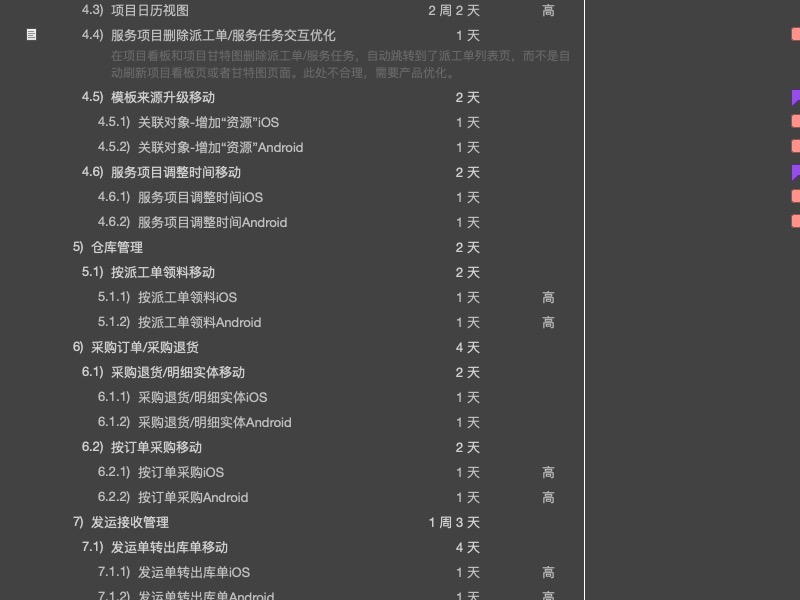 4.3) 项目日历视图 2 周 2 天 高
4.4) 服务项目删除派工单/服务任务交互优化 1 天
在项目看板和项目甘特图删除派工单/服务任务，自动跳转到了派工单列表页，而不是自
动刷新项目看板页或者甘特图页面。此处不合理，需要产品优化。
4.5) 模板来源升级移动 2 天
4.5.1) 关联对象-增加“资源”iOS 1 天
4.5.2) 关联对象-增加“资源”Android 1 天
4.6) 服务项目调整时间移动 2 天
4.6.1) 服务项目调整时间iOS 1 天
4.6.2) 服务项目调整时间Android 1 天
5) 仓库管理 2 天
5.1) 按派工单领料移动 2 天
5.1.1) 按派工单领料iOS 1 天 高
5.1.2) 按派工单领料Android 1 天 高
6) 采购订单/采购退货 4 天
6.1) 采购退货/明细实体移动 2 天
6.1.1) 采购退货/明细实体iOS 1 天
6.1.2) 采购退货/明细实体Android 1 天
6.2) 按订单采购移动 2 天
6.2.1) 按订单采购iOS 1 天 高
6.2.2) 按订单采购Android 1 天 高
7) 发运接收管理 1 周 3 天
7.1) 发运单转出库单移动 4 天
7.1.1) 发运单转出库单iOS 1 天 高
7.1.2) 发运单转出库单Android 1 天 高